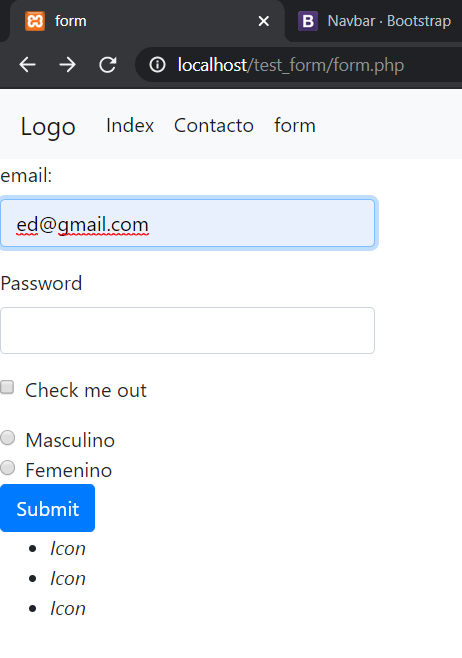 form
Navbar · Bootstrap
localhost/test_form/form.php
Logo Index Contacto form
email:
ed@gmail.com
Password
Check me out
Masculino
Femenino
Submit
Icon
Icon
Icon